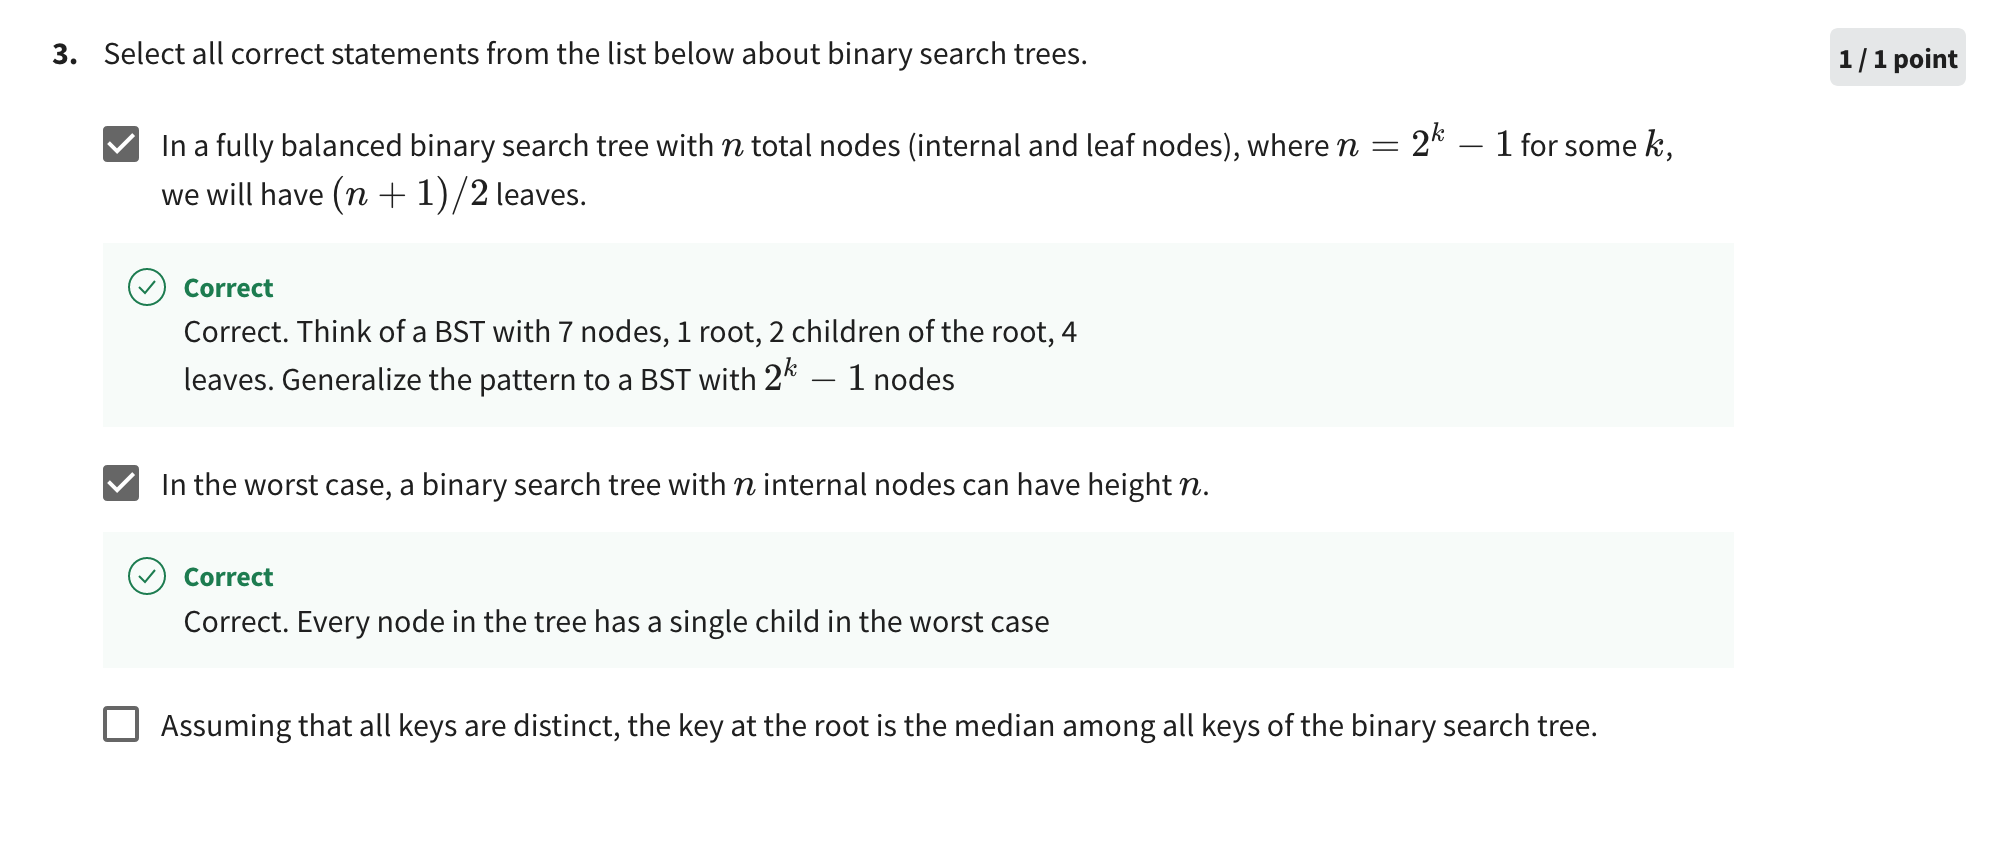 3. Select all correct statements from the list below about binary search trees.
1 / 1 point
In a fully balanced binary search tree with n total nodes (internal and leaf nodes), where n = 2^k − 1 for some k,
we will have (n + 1)/2 leaves.
Correct
Correct. Think of a BST with 7 nodes, 1 root, 2 children of the root, 4
leaves. Generalize the pattern to a BST with 2^k − 1 nodes
In the worst case, a binary search tree with n internal nodes can have height n.
Correct
Correct. Every node in the tree has a single child in the worst case
Assuming that all keys are distinct, the key at the root is the median among all keys of the binary search tree.